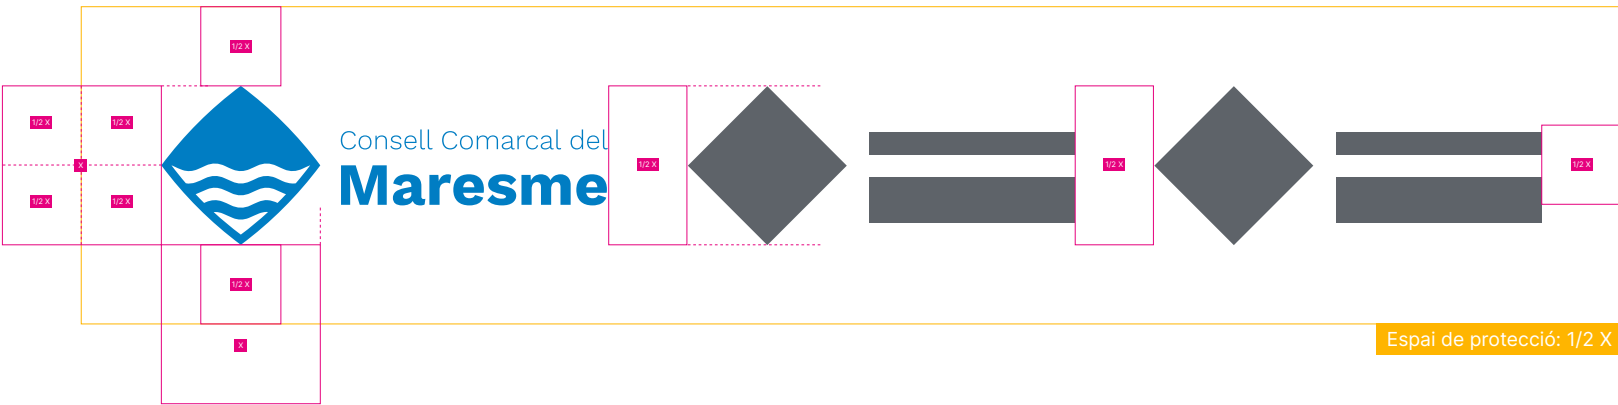 1/2 X
1/2 X
1/2 X
Consell Comarcal del
Maresme
X
1/2 X
1/2 X
1/2 X
1/2 X
1/2 X
1/2 X
Espai de protecció: 1/2 X
X